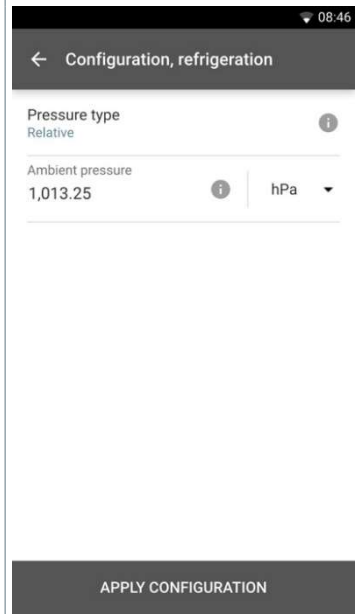 08:46
Configuration, refrigeration
Pressure type
Relative
Ambient pressure
1,013.25 hPa
APPLY CONFIGURATION